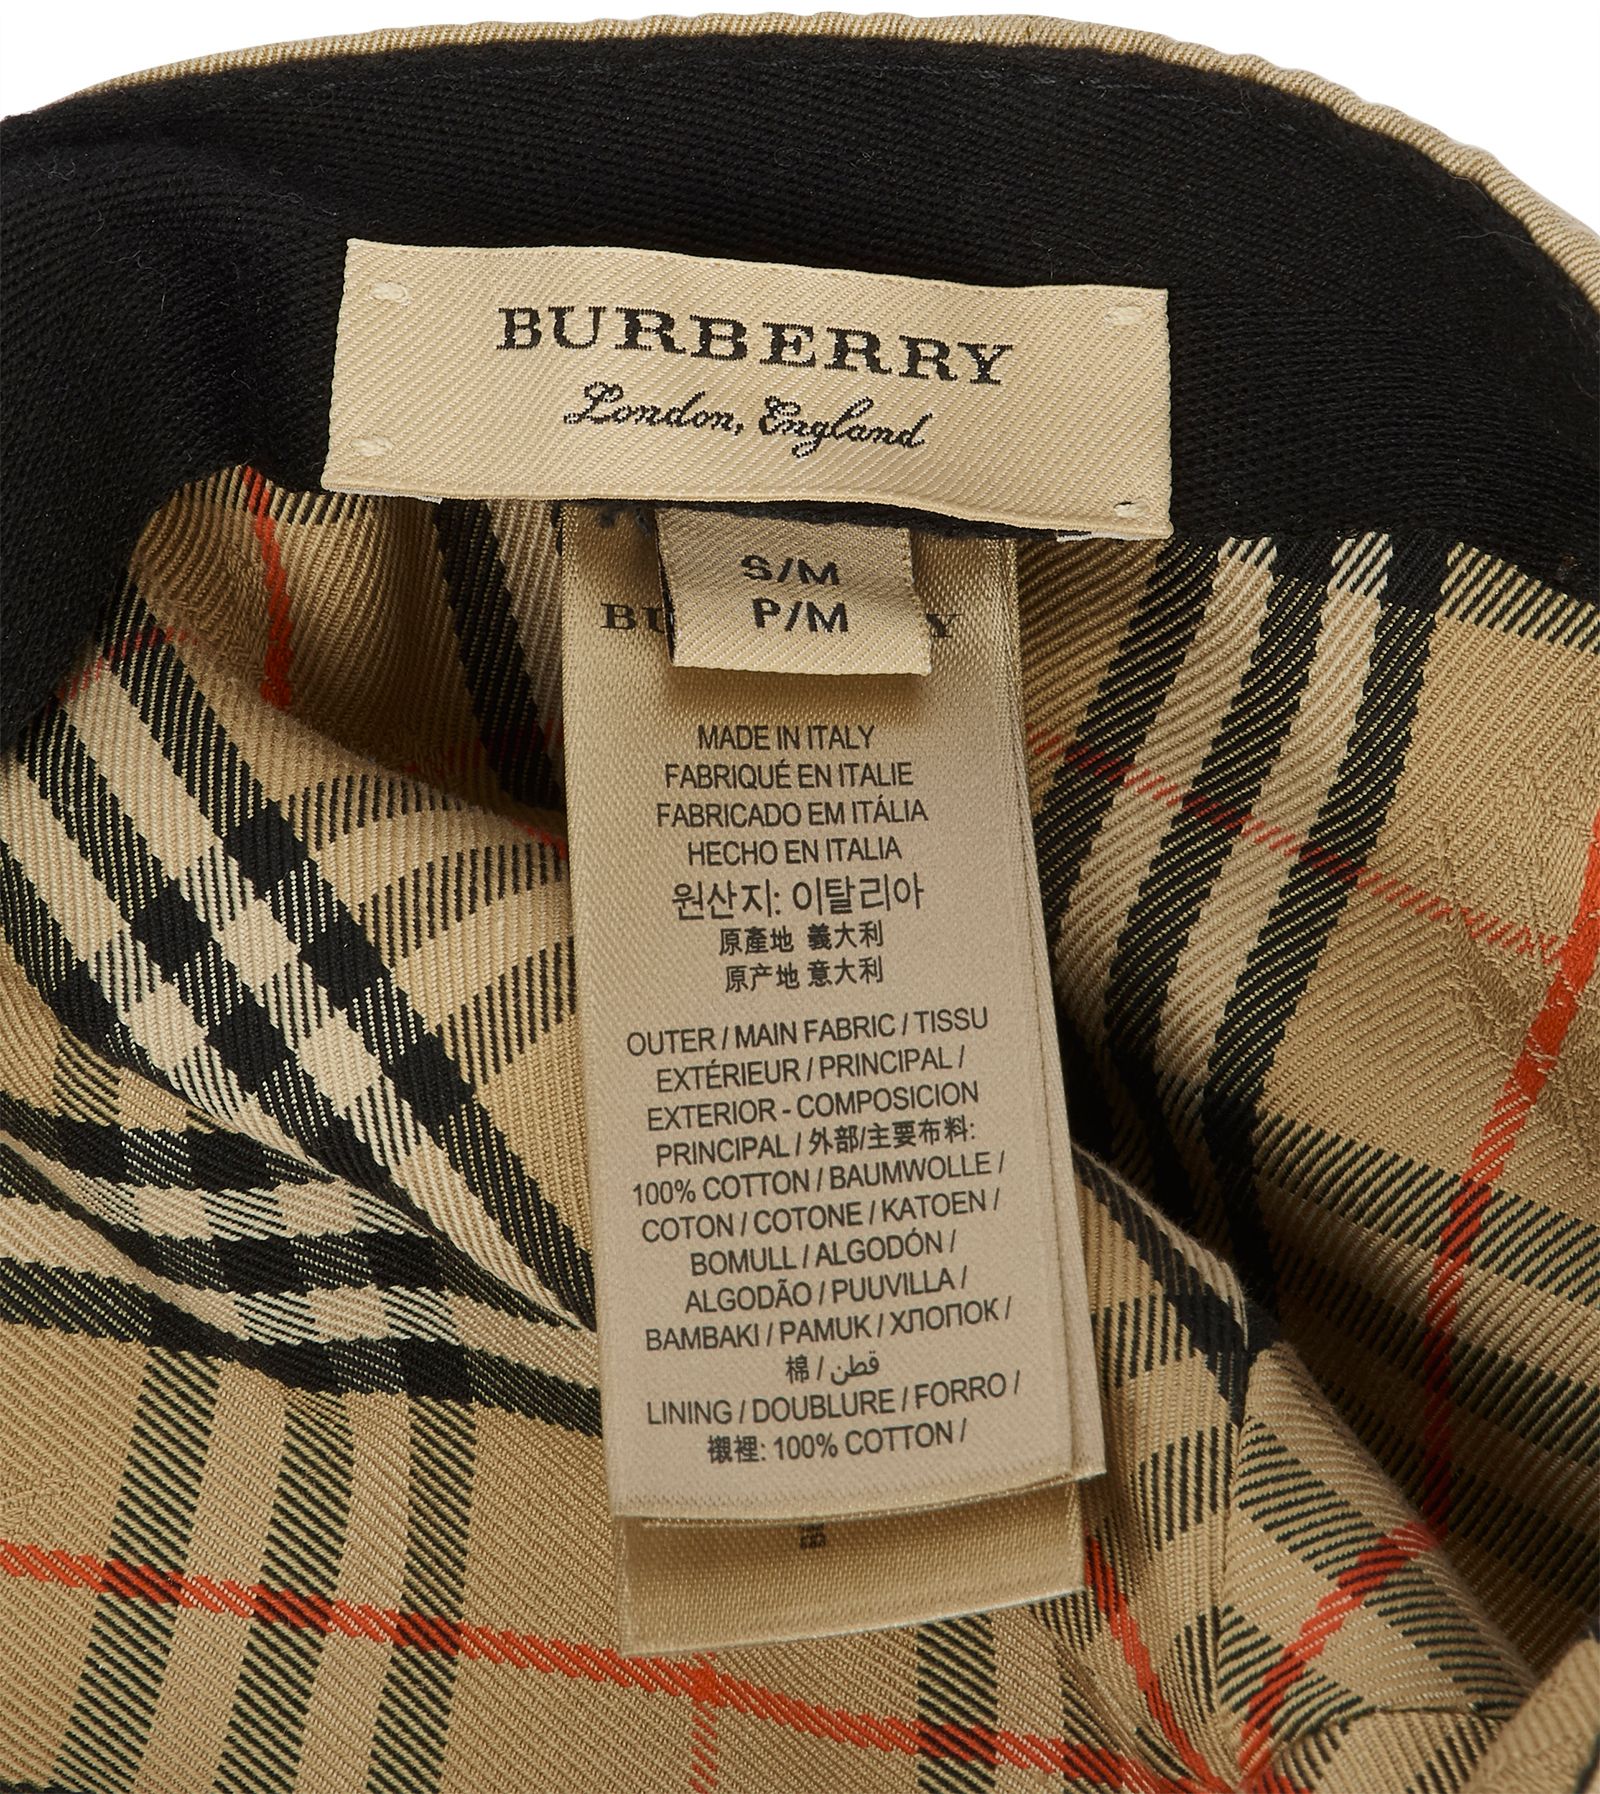 BURBERRY
London, England
S/M
P/M
MADE IN ITALY
FABRIQUÉ EN ITALIE
FABRICADO EM ITÁLIA
HECHO EN ITALIA
원산지: 이탈리아
原產地 義大利
原产地 意大利
OUTER / MAIN FABRIC / TISSU
EXTÉRIEUR / PRINCIPAL /
EXTERIOR - COMPOSICION
PRINCIPAL / 外部/主要布料:
100% COTTON / BAUMWOLLE /
COTON / COTONE / KATOEN /
BOMULL / ALGODÓN /
ALGODÃO / PUUVILLA /
BAMBAKI / PAMUK / ХЛОПОК /
棉 / قطن
LINING / DOUBLURE / FORRO /
襯裡: 100% COTTON /